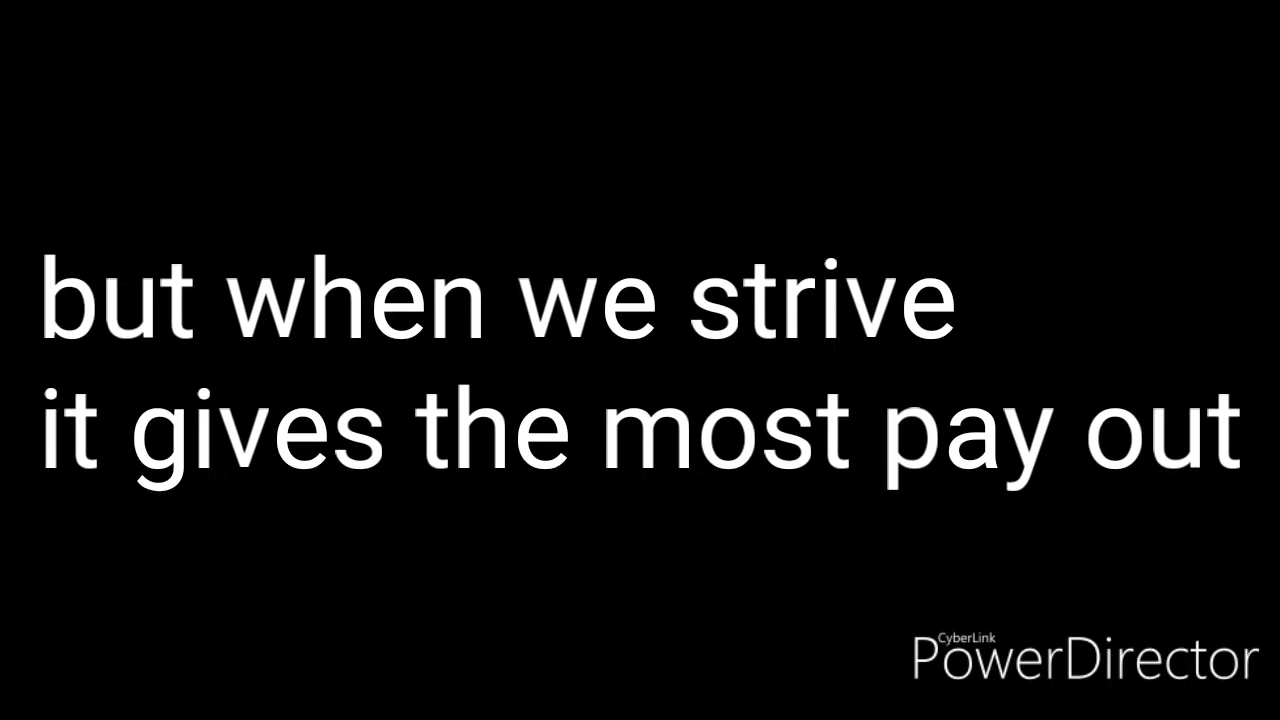 but when we strive
it gives the most pay out
CyberLink
PowerDirector